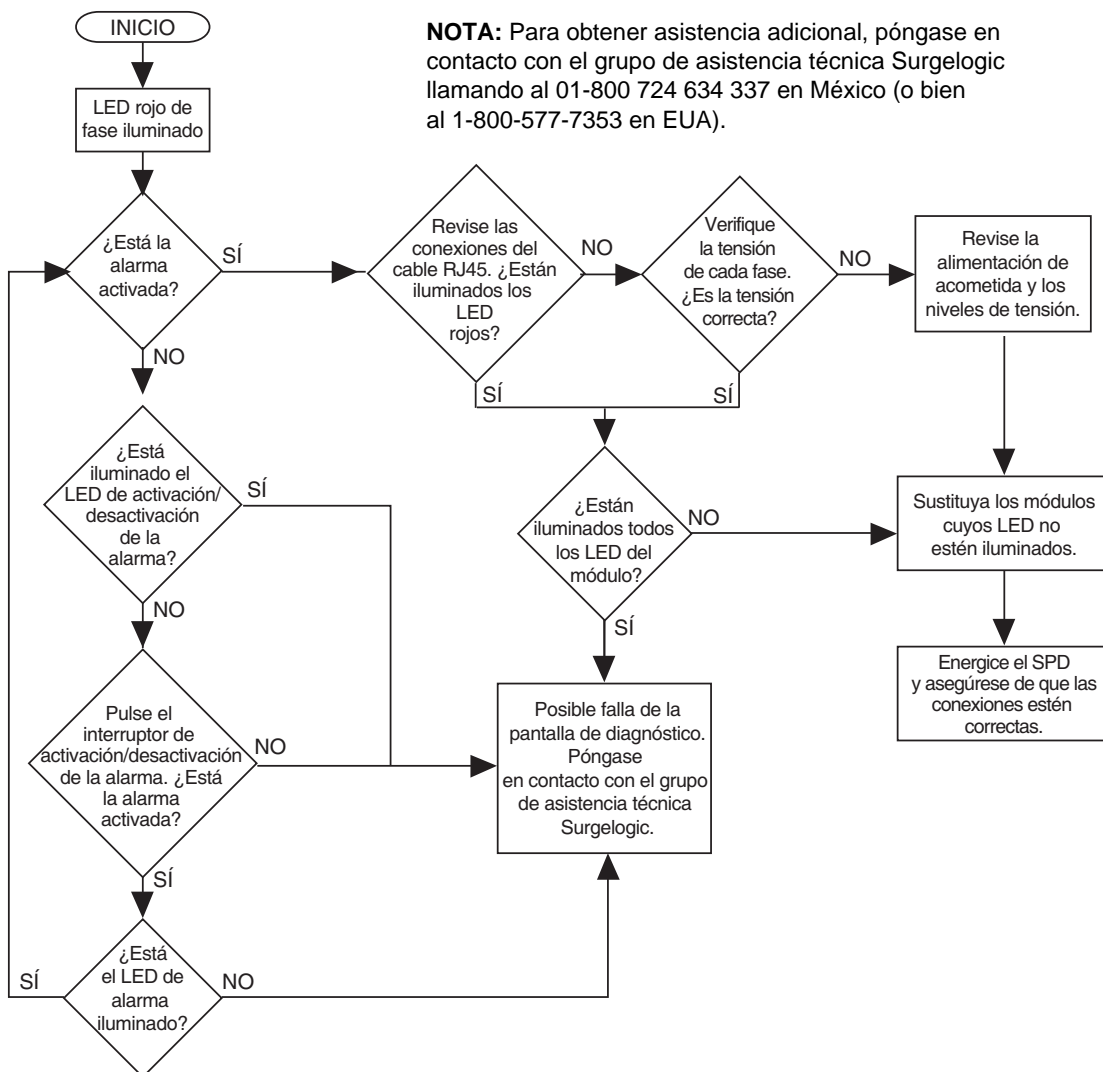 INICIO
NOTA: Para obtener asistencia adicional, póngase en
contacto con el grupo de asistencia técnica Surgelogic
llamando al 01-800 724 634 337 en México (o bien
al 1-800-577-7353 en EUA).
LED rojo de
fase iluminado
¿Está la
alarma
activada?
SÍ
NO
Revise las
conexiones del
cable RJ45. ¿Están
iluminados los
LED
rojos?
NO
SÍ
Verifique
la tensión
de cada fase.
¿Es la tensión
correcta?
NO
SÍ
Revise la
alimentación de
acometida y los
niveles de tensión.
¿Está
iluminado el
LED de activación/
desactivación
de la
alarma?
SÍ
NO
¿Están
iluminados todos
los LED del
módulo?
NO
SÍ
Sustituya los módulos
cuyos LED no
estén iluminados.
Energice el SPD
y asegúrese de que las
conexiones estén
correctas.
Pulse el
interruptor de
activación/desactivación
de la alarma. ¿Está
la alarma
activada?
NO
SÍ
Posible falla de la
pantalla de diagnóstico.
Póngase
en contacto con el grupo
de asistencia técnica
Surgelogic.
¿Está
el LED de
alarma
iluminado?
SÍ
NO